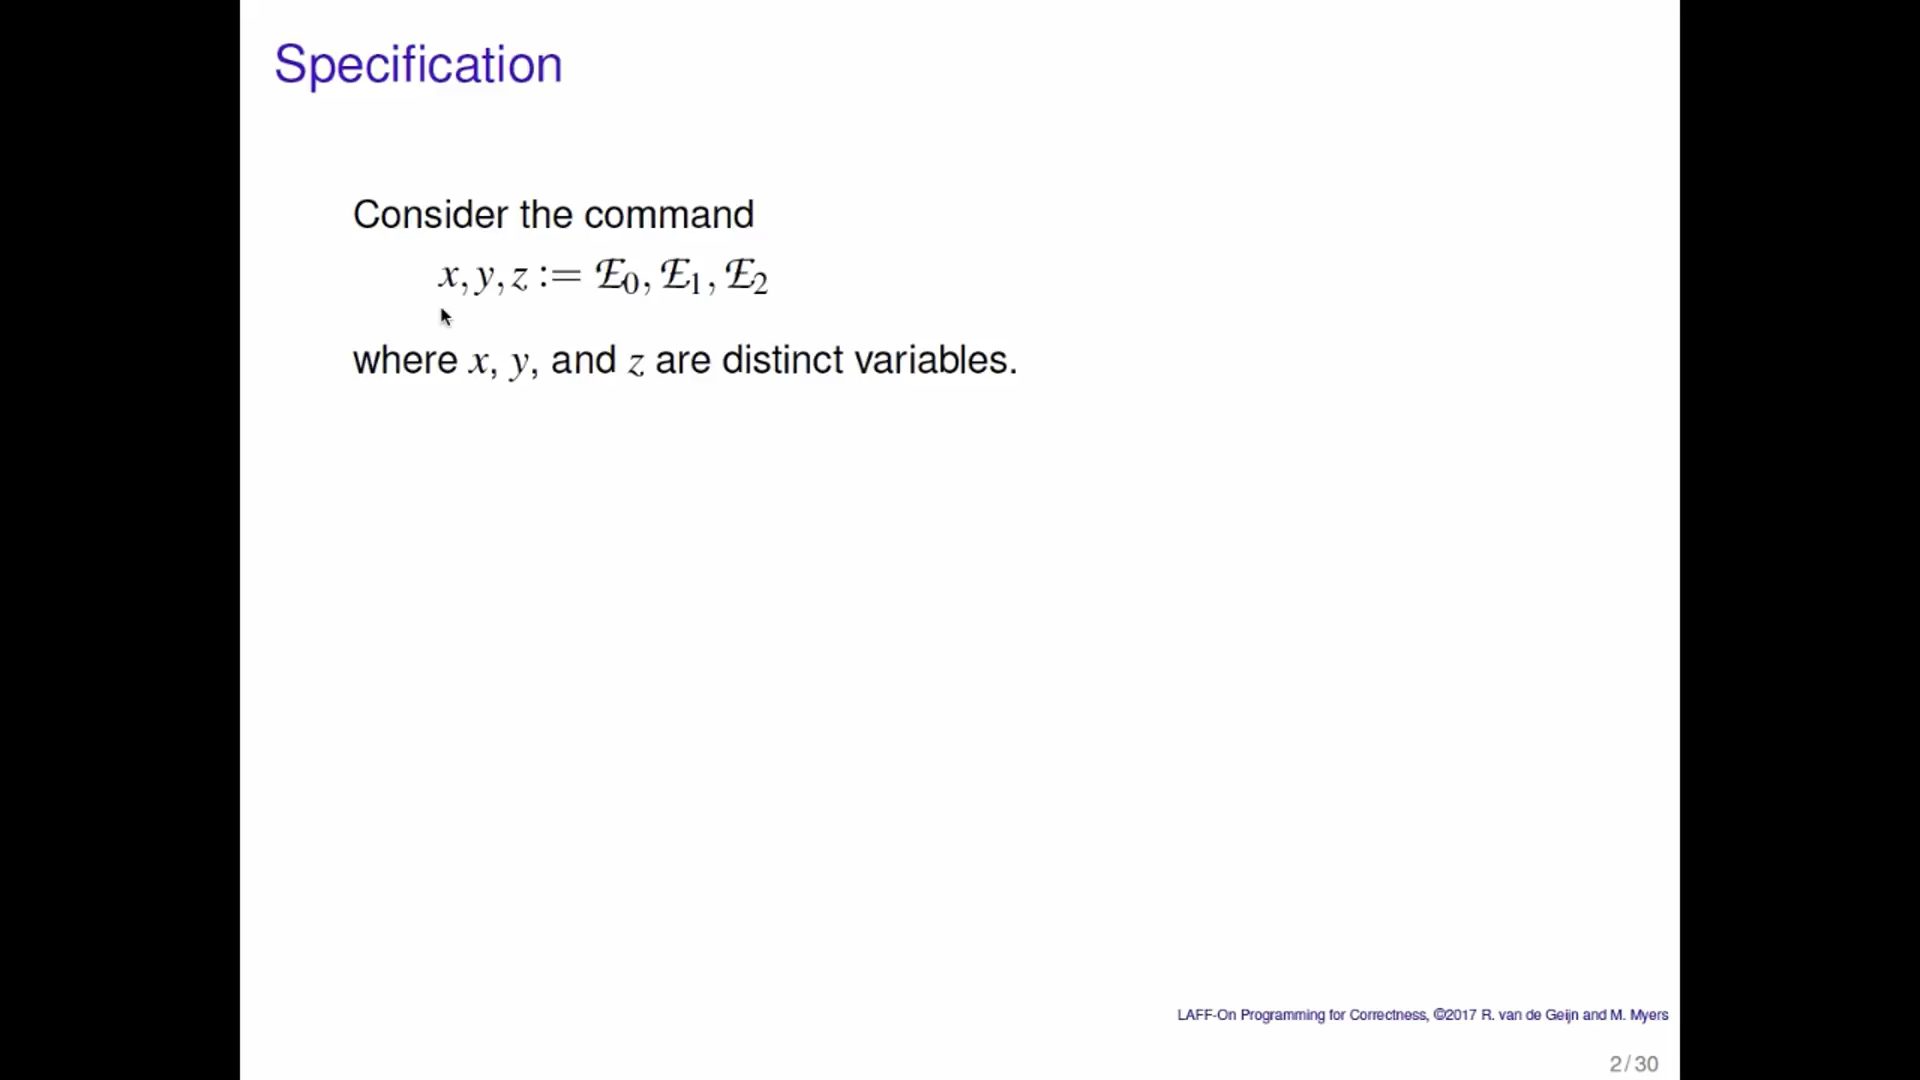 Specification
Consider the command
x, y, z := ℰ₀, ℰ₁, ℰ₂
where x, y, and z are distinct variables.
LAFF-On Programming for Correctness, ©2017 R. van de Geijn and M. Myers
2 / 30